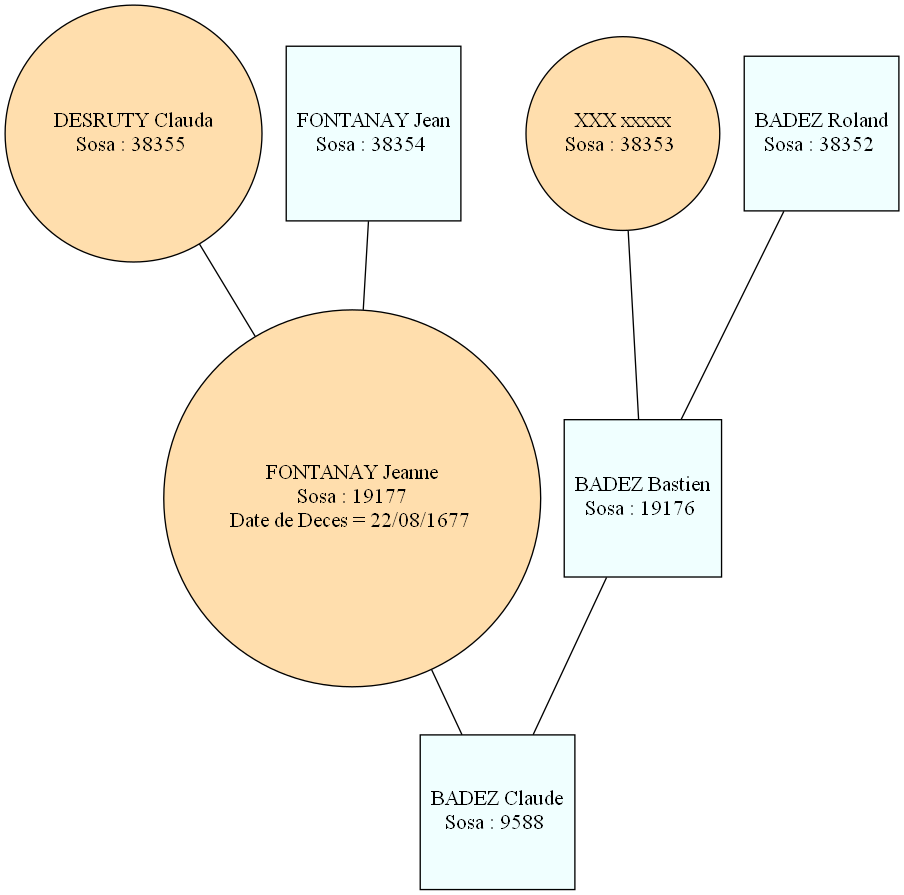 DESRUTY Clauda
Sosa : 38355
FONTANAY Jean
Sosa : 38354
XXX xxxxx
Sosa : 38353
BADEZ Roland
Sosa : 38352
FONTANAY Jeanne
Sosa : 19177
Date de Deces = 22/08/1677
BADEZ Bastien
Sosa : 19176
BADEZ Claude
Sosa : 9588